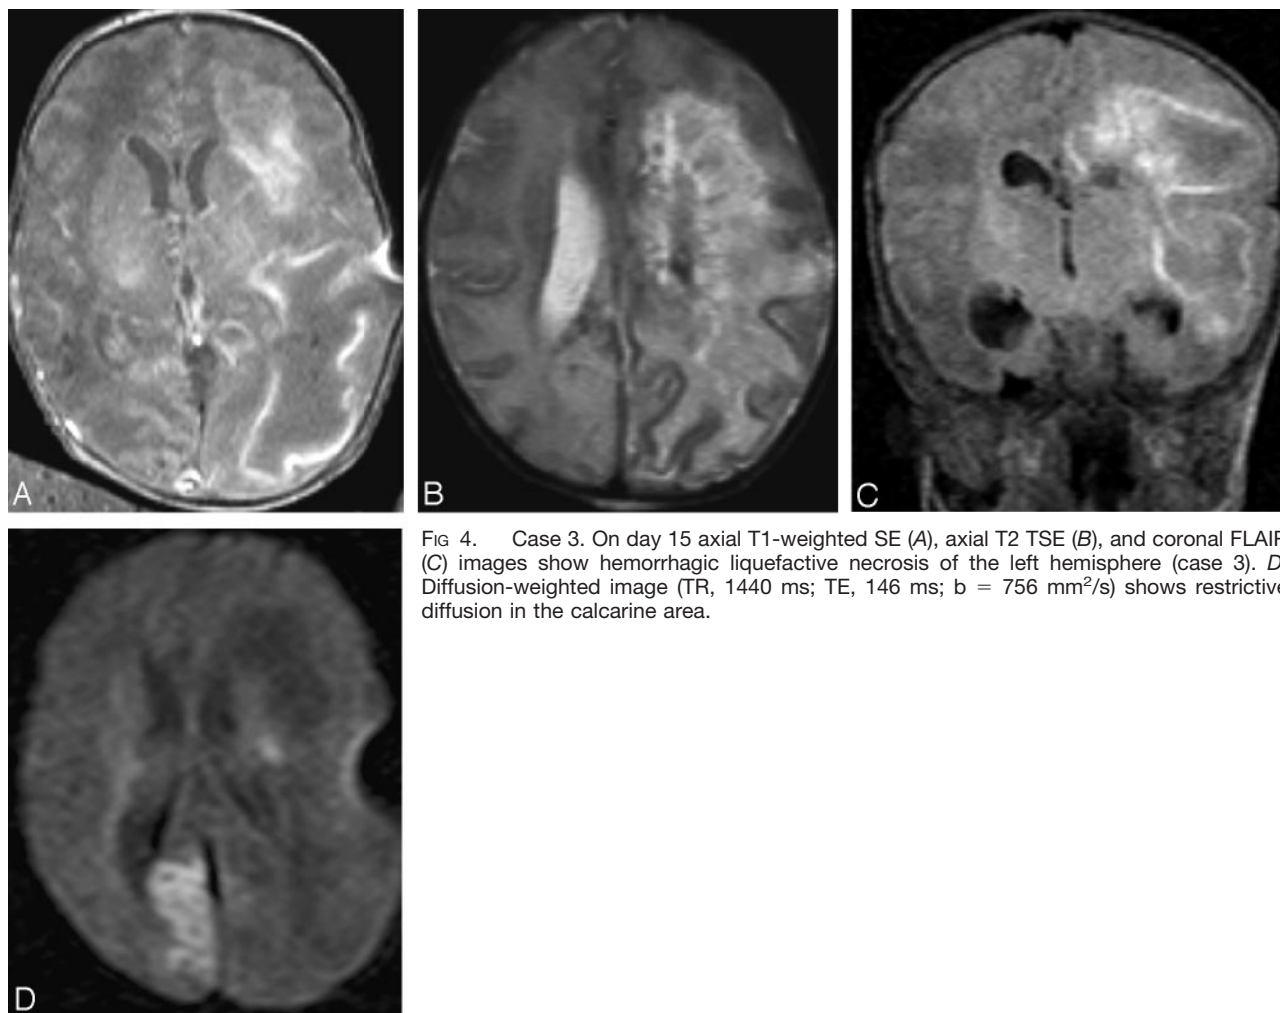 A
B
C
FIG 4. Case 3. On day 15 axial T1-weighted SE (A), axial T2 TSE (B), and coronal FLAIR
(C) images show hemorrhagic liquefactive necrosis of the left hemisphere (case 3). D,
Diffusion-weighted image (TR, 1440 ms; TE, 146 ms; b = 756 mm²/s) shows restrictive
diffusion in the calcarine area.
D